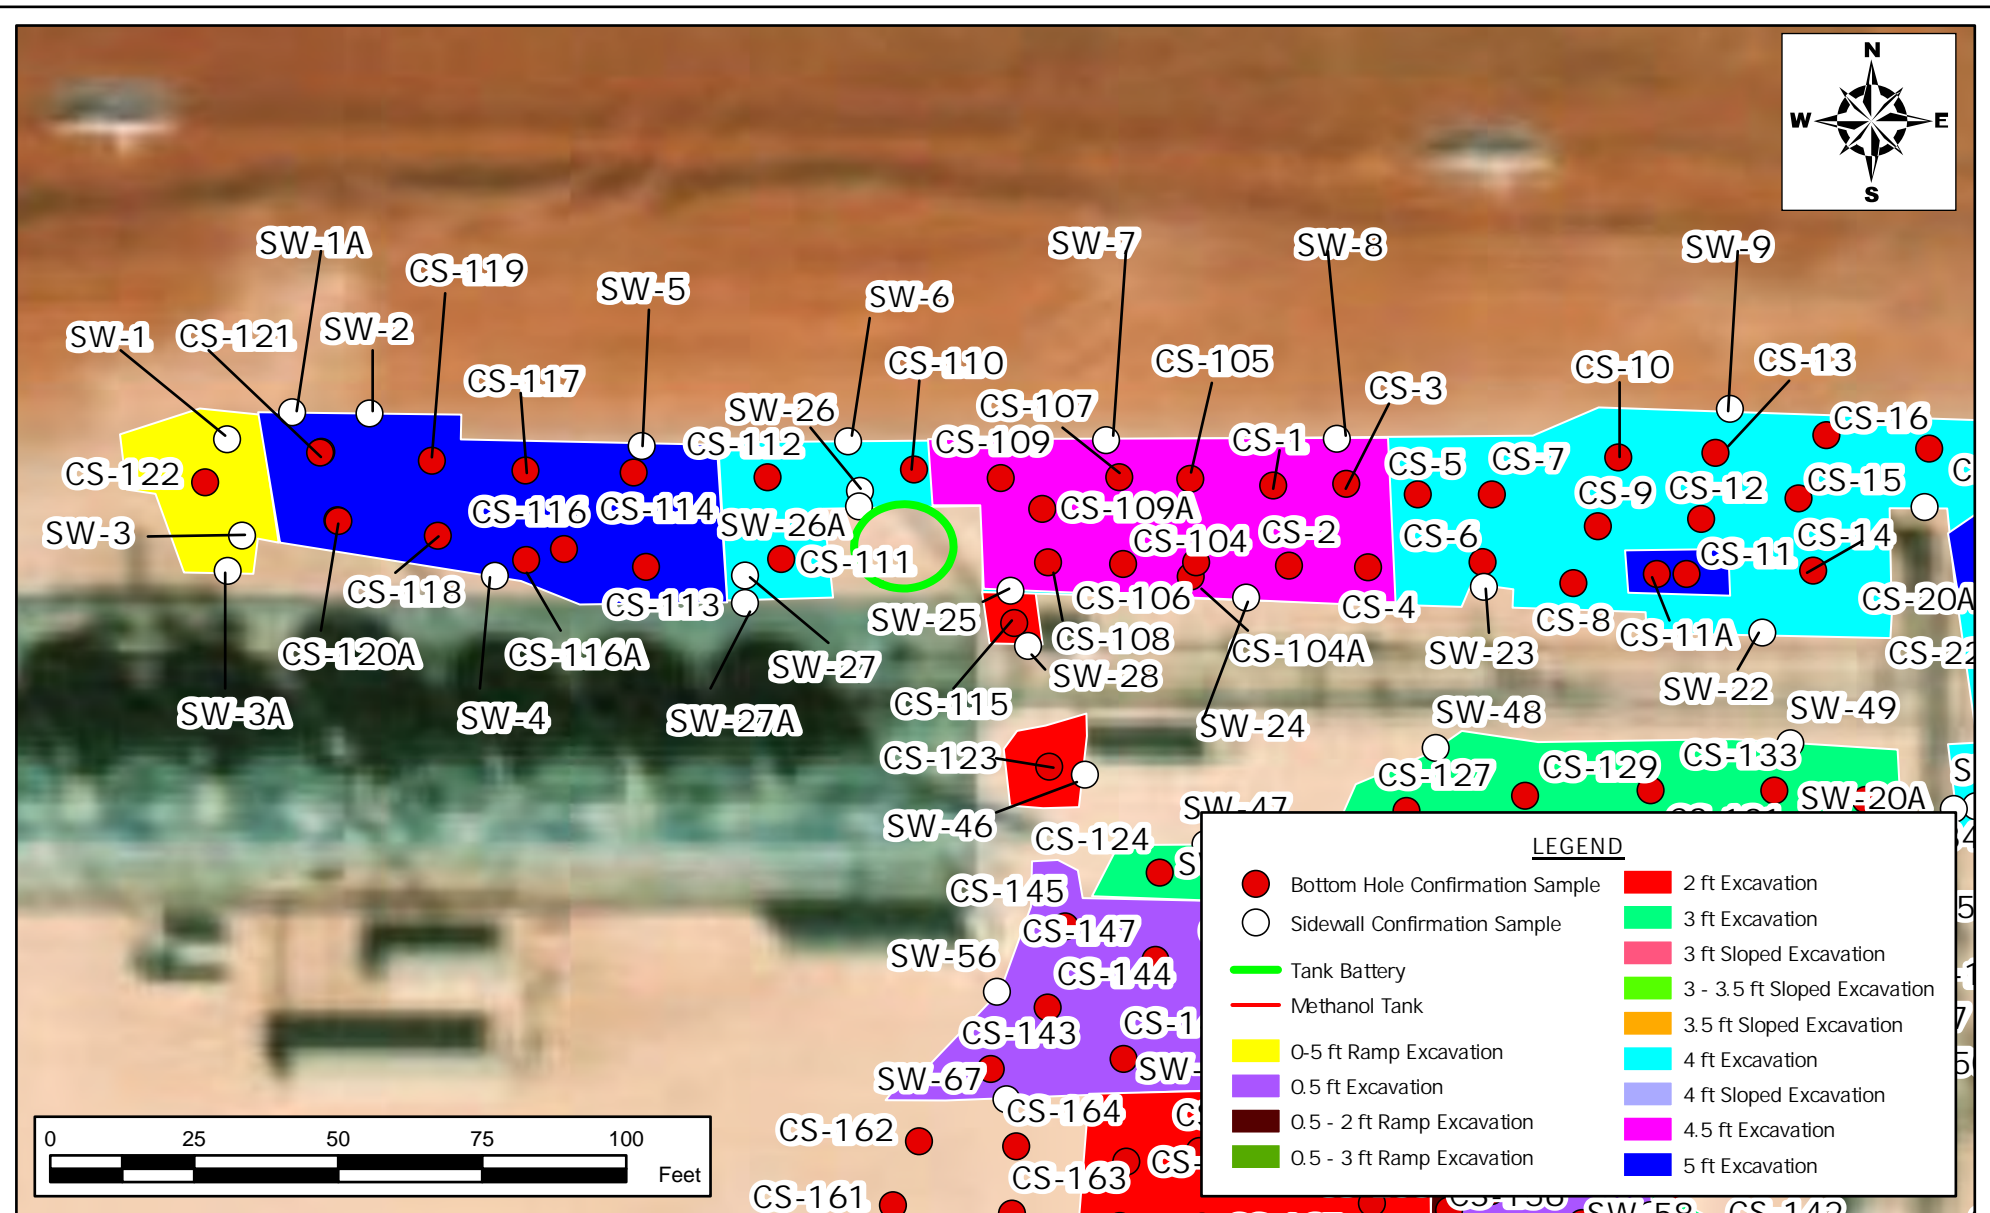 N
W E
S
SW-1A
SW-7
SW-8
SW-9
CS-119
SW-5
SW-6
SW-1
CS-121
SW-2
CS-110
CS-105
CS-10
CS-13
CS-117
CS-3
SW-26
CS-107
CS-16
CS-112
CS-109
CS-1
CS-5
CS-7
CS-122
CS-9
CS-12
CS-15
CS-116
CS-114
CS-109A
SW-26A
SW-3
CS-104
CS-2
CS-6
CS-14
CS-111
CS-11
CS-118
CS-113
CS-106
CS-4
CS-20A
SW-25
CS-8
CS-11A
CS-108
CS-120A
CS-116A
SW-27
CS-104A
SW-23
CS-22
SW-28
SW-22
CS-115
SW-3A
SW-4
SW-27A
SW-24
SW-48
SW-49
CS-123
CS-127
CS-129
CS-133
SW-20A
SW-46
SW-47
CS-124
CS-145
CS-147
SW-56
CS-144
CS-143
CS-1
SW-67
SW-
CS-164
CS-162
CS-163
CS-
CS-161
SW-58
CS-142
LEGEND
Bottom Hole Confirmation Sample
Sidewall Confirmation Sample
Tank Battery
Methanol Tank
0-5 ft Ramp Excavation
0.5 ft Excavation
0.5 - 2 ft Ramp Excavation
0.5 - 3 ft Ramp Excavation
2 ft Excavation
3 ft Excavation
3 ft Sloped Excavation
3 - 3.5 ft Sloped Excavation
3.5 ft Sloped Excavation
4 ft Excavation
4 ft Sloped Excavation
4.5 ft Excavation
5 ft Excavation
0 25 50 75 100
Feet